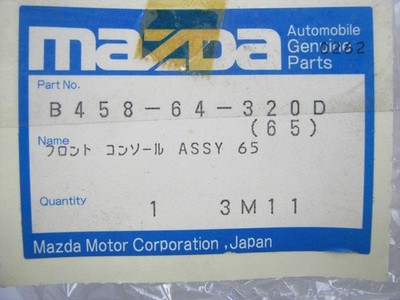 mazda
Automobile
Genuine
Parts
Part No.
B458-64-320D
(65)
Name
フロント コンソール ASSY 65
Quantity
1 3M11
Mazda Motor Corporation ,Japan